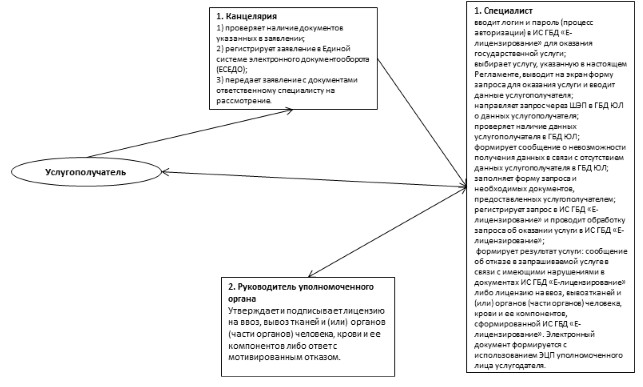 1. Канцелярия
1) проверяет наличие документов
указанных в заявлении;
2) регистрирует заявление в Единой
системе электронного документооборота
(ЕСЕДО);
3) передает заявление с документами
ответственному специалисту на
рассмотрение.
Услугополучатель
2. Руководитель уполномоченного
органа
Утверждает и подписывает лицензию
на ввоз, вывоз тканей и (или) органов
(части органов) человека, крови и ее
компонентов либо ответ с
мотивированным отказом.
1. Специалист
вводит логин и пароль (процесс
авторизации) в ИС ГБД «Е-
лицензирование» для оказания
государственной услуги;
выбирает услугу, указанную в настоящем
Регламенте, выводит на экран форму
запроса для оказания услуги и вводит
данные услугополучателя;
направляет запрос через ШЭП в ГБД ЮЛ
о данных услугополучателя;
проверяет наличие данных
услугополучателя в ГБД ЮЛ;
формирует сообщение о невозможности
получения данных в связи с отсутствием
данных услугополучателя в ГБД ЮЛ;
заполняет форму запроса и
необходимых документов,
предоставленных услугополучателем;
регистрирует запрос в ИС ГБД «Е-
лицензирование» и проводит обработку
запроса об оказании услуги в ИС ГБД «Е-
лицензирование»;
формирует результат услуги: сообщение
об отказе в запрашиваемой услуге в
связи с имеющими нарушениями в
документах ИС ГБД «Е-лицензирование»
либо лицензию на ввоз, вывоз тканей и
(или) органов (части органов) человека,
крови и ее компонентов,
сформированной ИС ГБД «Е-
лицензирование». Электронный
документ формируется с
использованием ЭЦП уполномоченного
лица услугодателя.